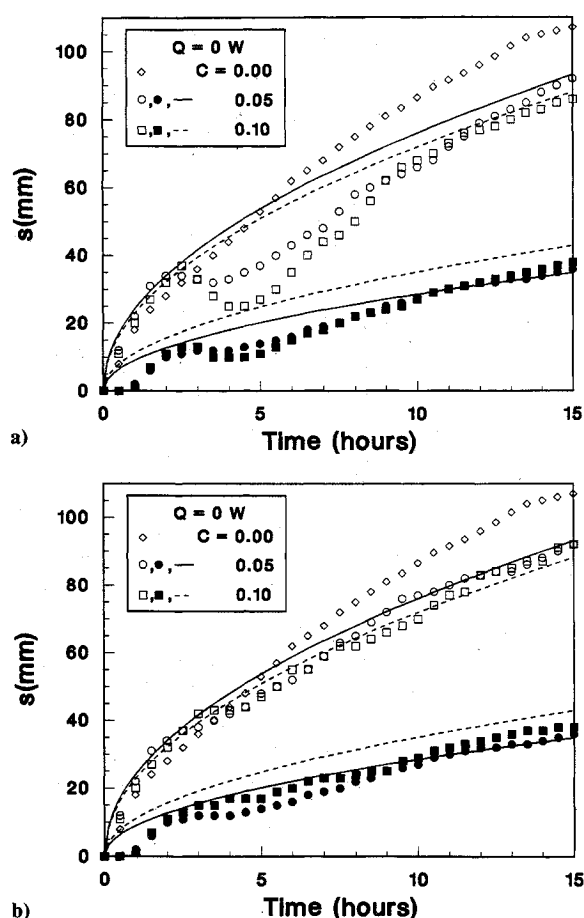 100
80
60
40
20
0
s(mm)
Q = 0 W
◇ C = 0.00
○,●,— 0.05
□,■,--- 0.10
0 5 10 15
Time (hours)
a)
100
80
60
40
20
0
s(mm)
Q = 0 W
◇ C = 0.00
○,●,— 0.05
□,■,--- 0.10
0 5 10 15
Time (hours)
b)